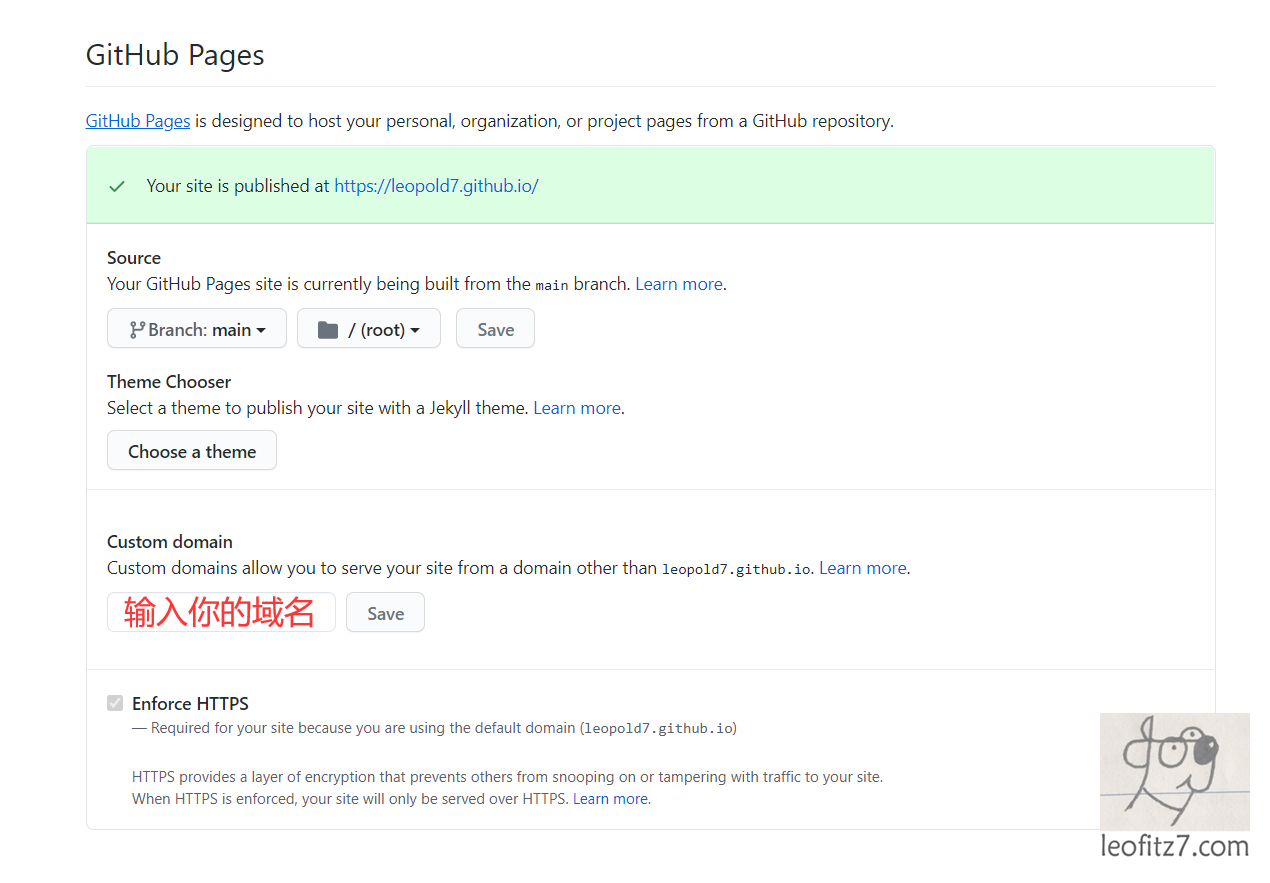 GitHub Pages
GitHub Pages is designed to host your personal, organization, or project pages from a GitHub repository.
Your site is published at https://leopold7.github.io/
Source
Your GitHub Pages site is currently being built from the main branch. Learn more.
Branch: main
/ (root)
Save
Theme Chooser
Select a theme to publish your site with a Jekyll theme. Learn more.
Choose a theme
Custom domain
Custom domains allow you to serve your site from a domain other than leopold7.github.io. Learn more.
输入你的域名
Save
Enforce HTTPS
— Required for your site because you are using the default domain (leopold7.github.io)
HTTPS provides a layer of encryption that prevents others from snooping on or tampering with traffic to your site.
When HTTPS is enforced, your site will only be served over HTTPS. Learn more.
dog
leofitz7.com